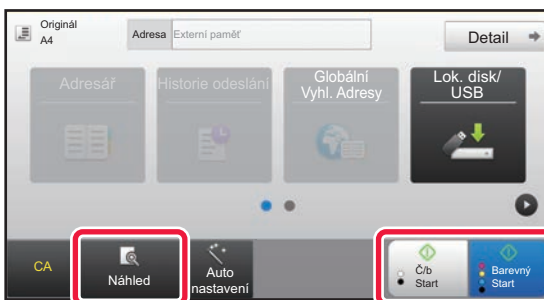 Originál
A4
Adresa
Externí paměť
Detail
Adresář
Historie odeslání
Globální
Vyhl. Adresy
Lok. disk/
USB
CA
Náhled
Auto
nastavení
Č/b
Start
Barevný
Start